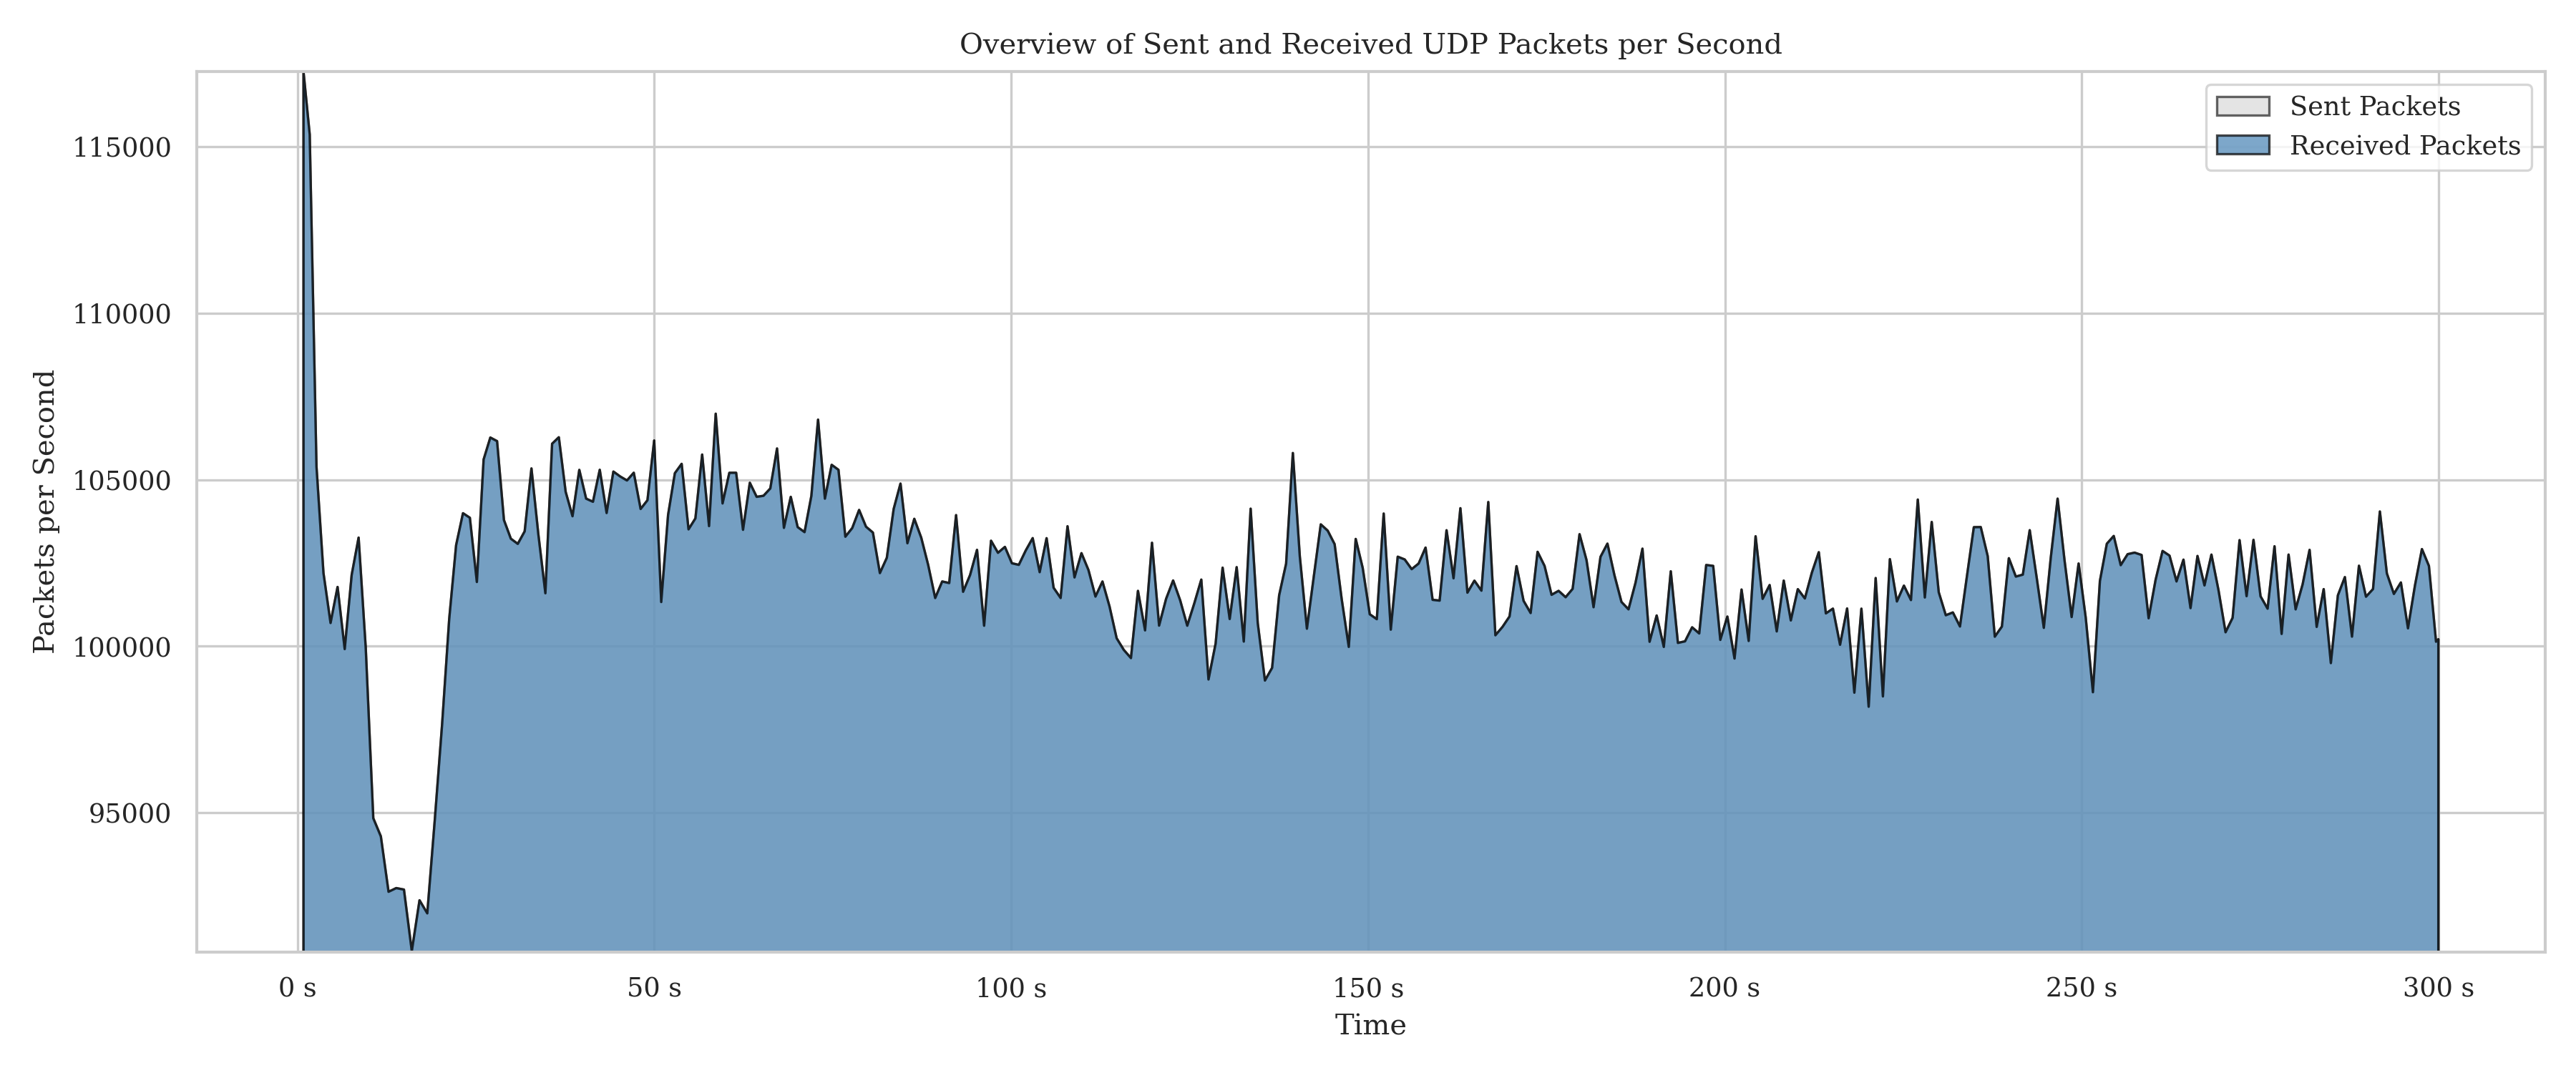 Overview of Sent and Received UDP Packets per Second
Sent Packets
Received Packets
Packets per Second
115000
110000
105000
100000
95000
0 s
50 s
100 s
150 s
200 s
250 s
300 s
Time